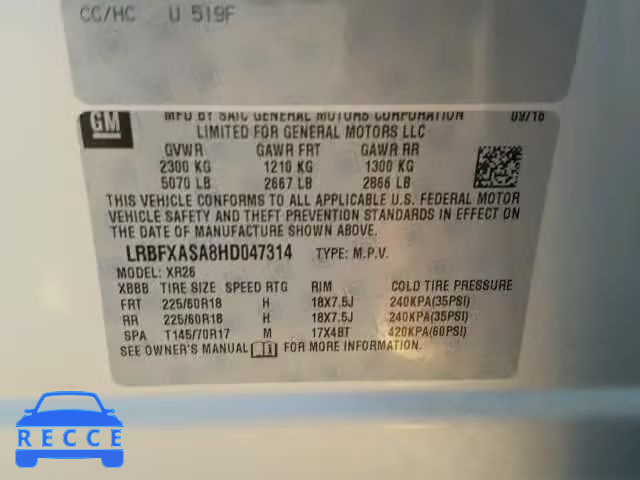 CC/HC U 519F
GM
MFD BY SAIC GENERAL MOTORS CORPORATION 09/16
LIMITED FOR GENERAL MOTORS LLC
GVWR GAWR FRT GAWR RR
2300 KG 1210 KG 1300 KG
5070 LB 2667 LB 2866 LB
THIS VEHICLE CONFORMS TO ALL APPLICABLE U.S. FEDERAL MOTOR
VEHICLE SAFETY AND THEFT PREVENTION STANDARDS IN EFFECT
ON THE DATE OF MANUFACTURE SHOWN ABOVE.
LRBFXASA8HD047314 TYPE: M.P.V.
MODEL: XR26
XBBB TIRE SIZE SPEED RTG RIM COLD TIRE PRESSURE
FRT 225/60R18 H 18X7.5J 240KPA(35PSI)
RR 225/60R18 H 18X7.5J 240KPA(35PSI)
SPA T145/70R17 M 17X4BT 420KPA(60PSI)
SEE OWNER'S MANUAL FOR MORE INFORMATION.
RECCE